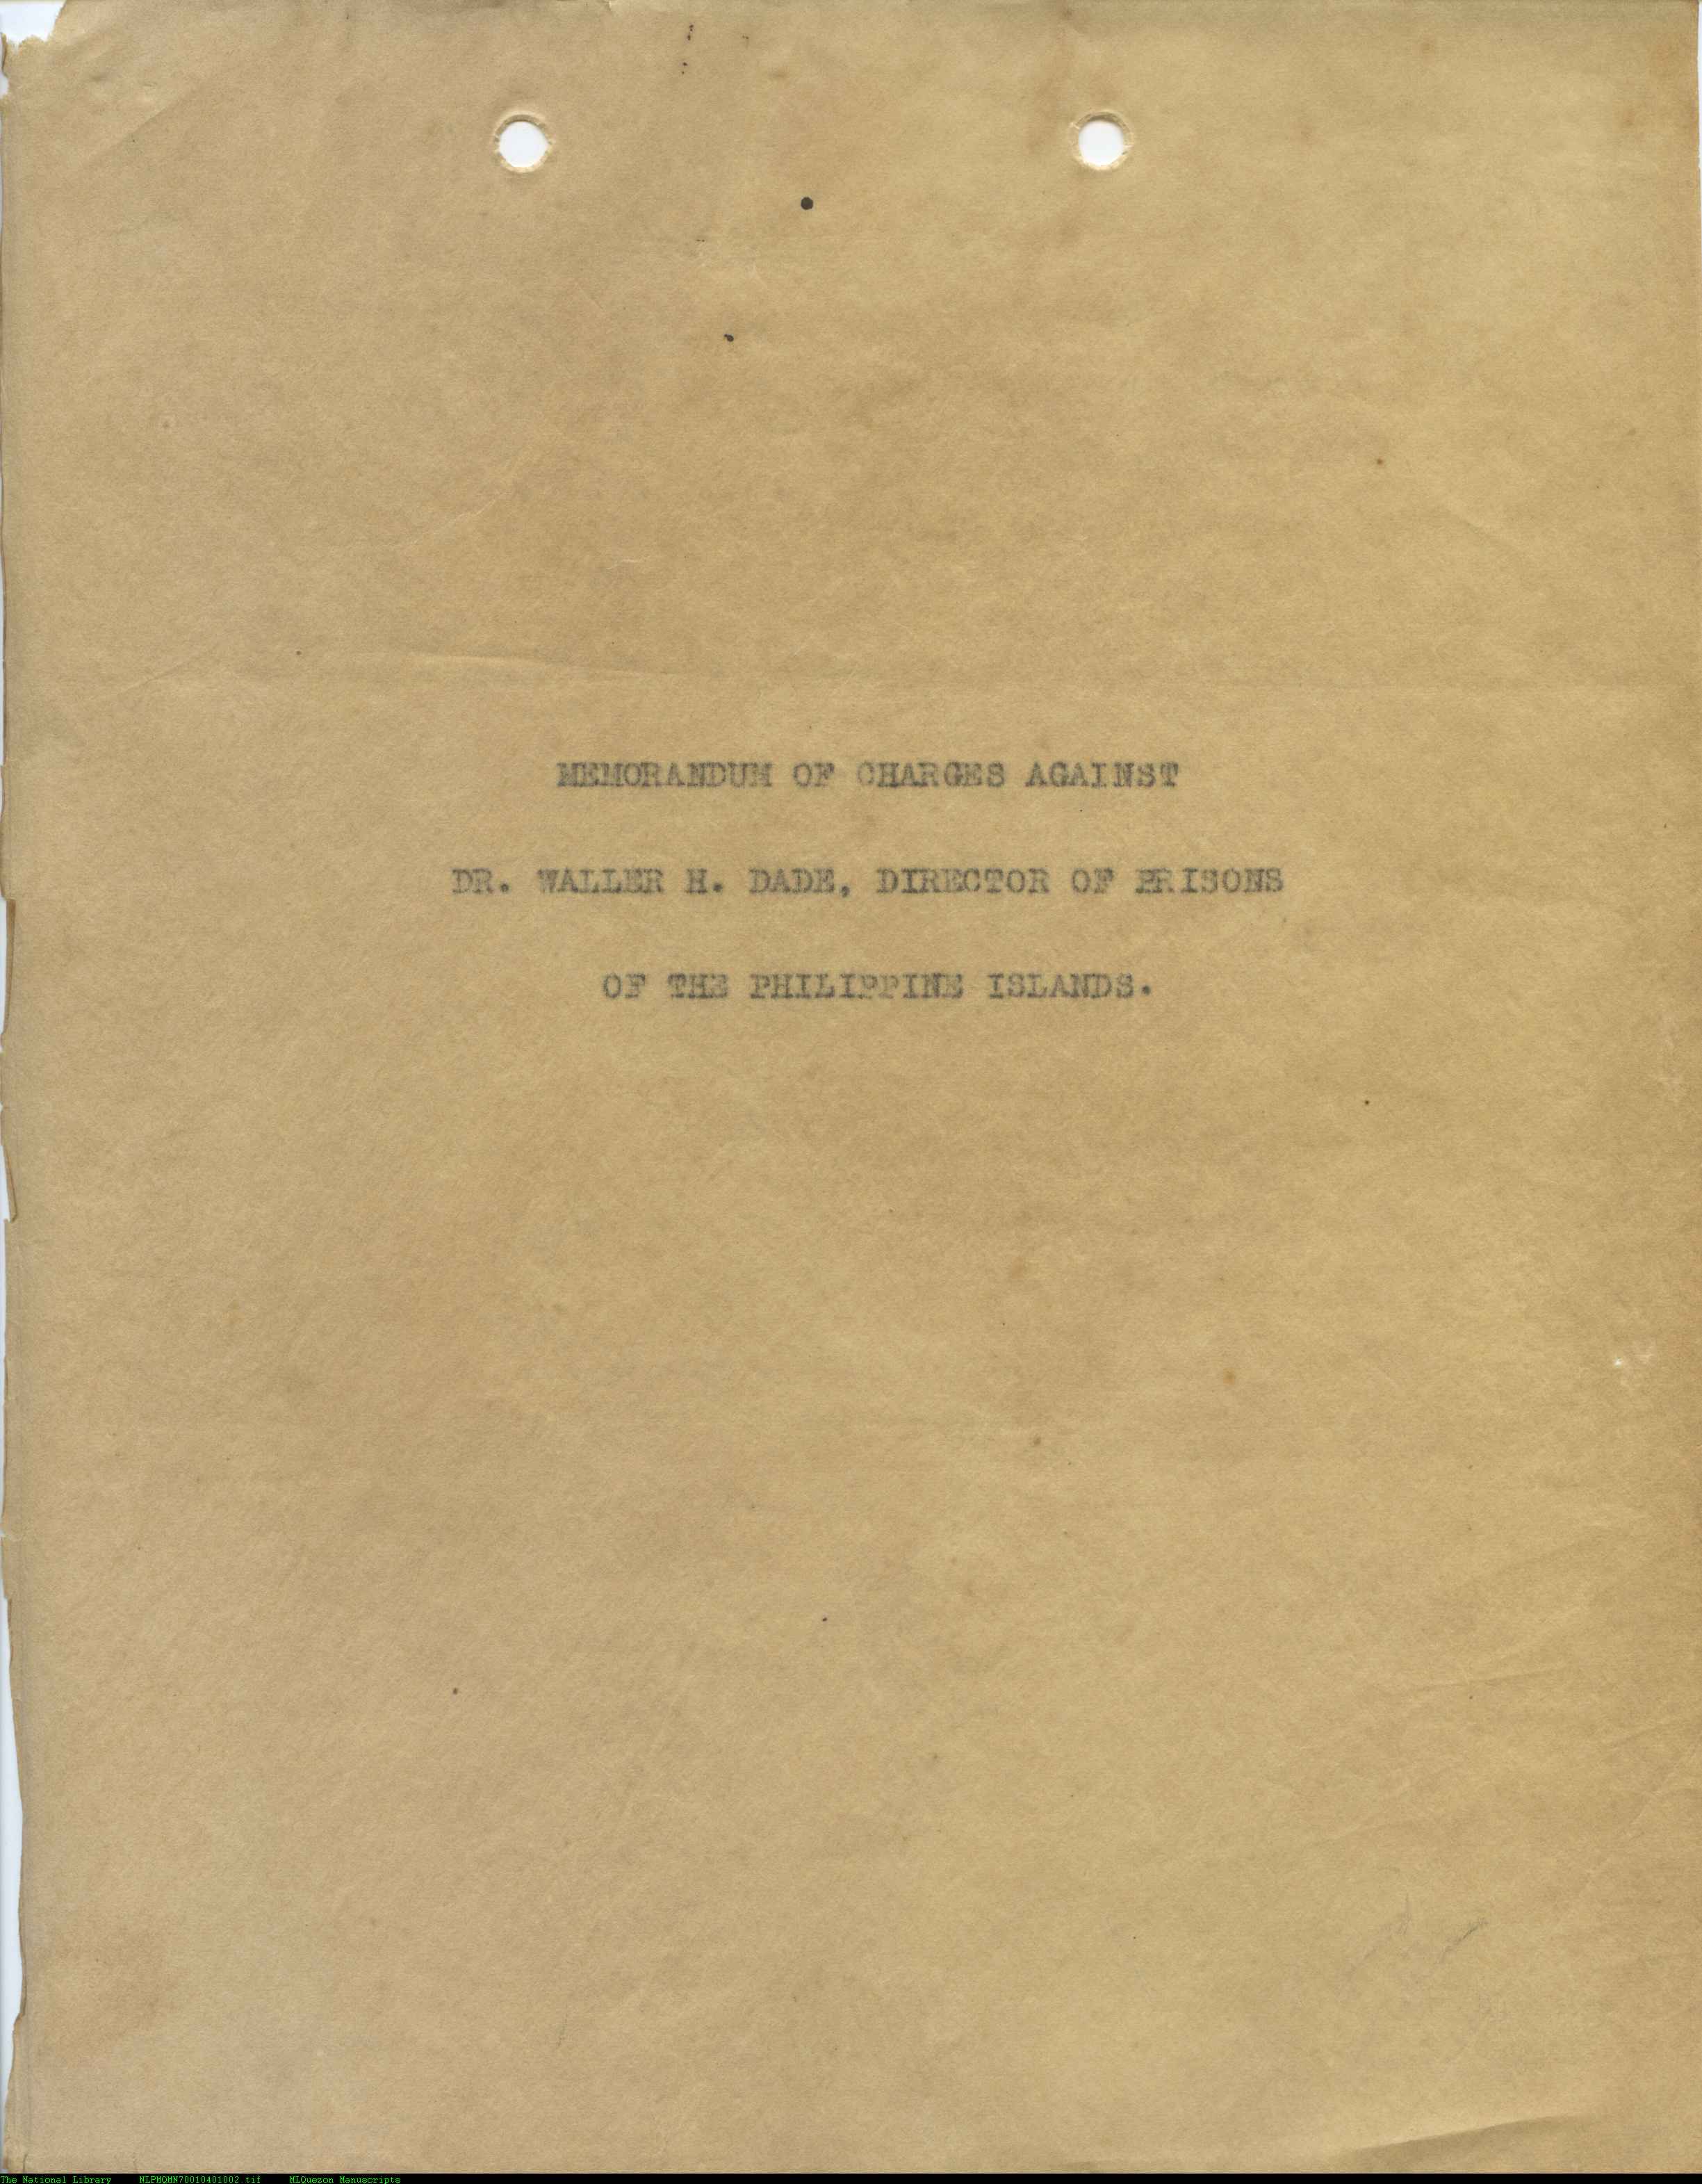 MEMORANDUM OF CHARGES AGAINST
DR. WALLER H. DADE, DIRECTOR OF PRISONS
OF THE PHILIPPINE ISLANDS.
The National Library NLPMQMN70010401002.tif MLQuezon Manuscripts